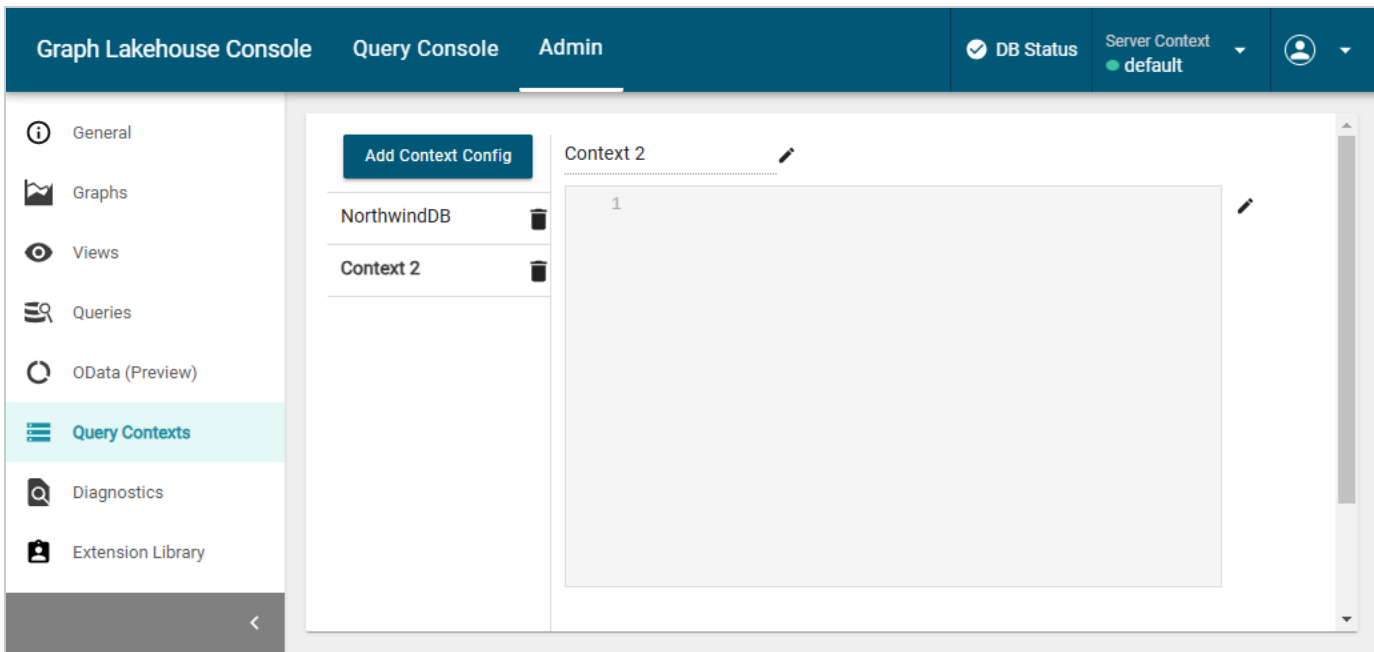 Graph Lakehouse Console
Query Console
Admin
DB Status
Server Context
default
General
Graphs
Views
Queries
OData (Preview)
Query Contexts
Diagnostics
Extension Library
Add Context Config
NorthwindDB
Context 2
Context 2
1